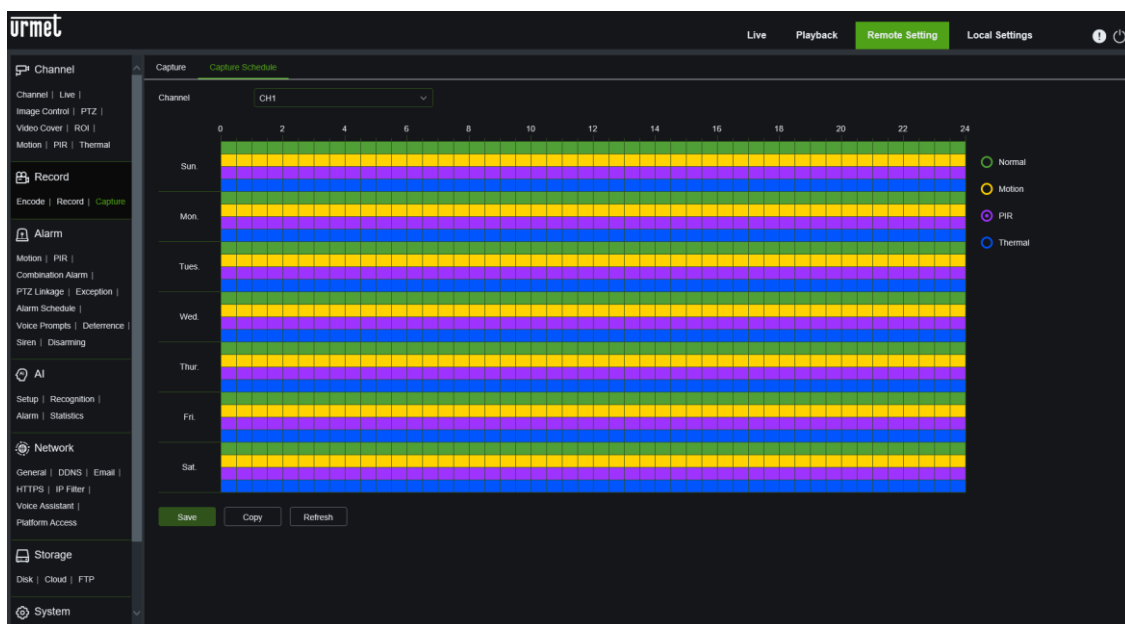 urmet
Live Playback Remote Setting Local Settings
Channel
Channel | Live |
Image Control | PTZ |
Video Cover | ROI |
Motion | PIR | Thermal
Record
Encode | Record | Capture
Alarm
Motion | PIR |
Combination Alarm |
PTZ Linkage | Exception |
Alarm Schedule |
Voice Prompts | Deterrence |
Siren | Disarming
AI
Setup | Recognition |
Alarm | Statistics
Network
General | DDNS | Email |
HTTPS | IP Filter |
Voice Assistant |
Platform Access
Storage
Disk | Cloud | FTP
System
Capture Capture Schedule
Channel CH1
0 2 4 6 8 10 12 14 16 18 20 22 24
Sun.
Mon.
Tues.
Wed.
Thur.
Fri.
Sat.
Normal
Motion
PIR
Thermal
Save Copy Refresh